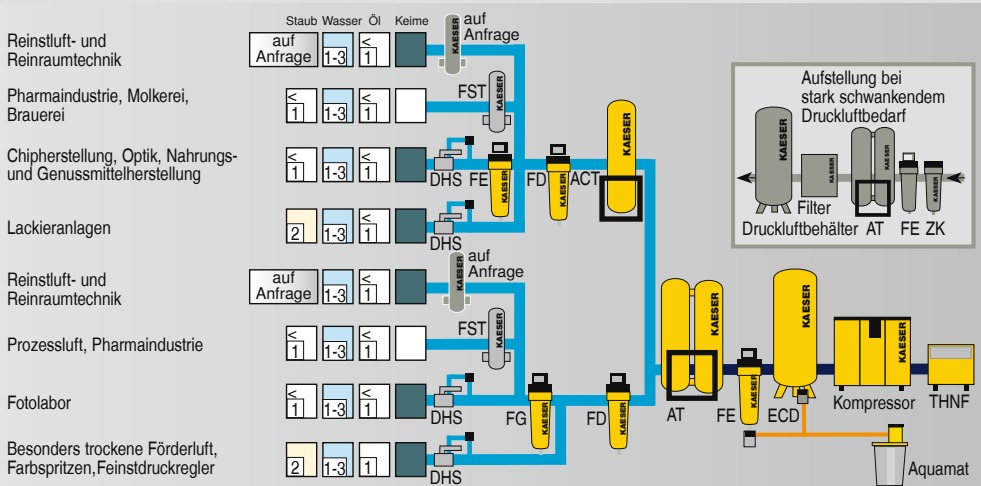 Staub Wasser Öl Keime
Reinstluft- und
Reinraumtechnik
auf
Anfrage
1-3
<
1
KAESER
auf
Anfrage
Pharmaindustrie, Molkerei,
Brauerei
<
1
1-3
<
1
FST
KAESER
Chipherstellung, Optik, Nahrungs-
und Genussmittelherstellung
<
1
1-3
<
1
DHS
FE
KAESER
FD
KAESER
ACT
KAESER
Lackieranlagen
2
1-3
<
1
DHS
Reinstluft- und
Reinraumtechnik
auf
Anfrage
1-3
<
1
KAESER
auf
Anfrage
Prozessluft, Pharmaindustrie
<
1
1-3
<
1
FST
KAESER
Fotolabor
<
1
1-3
<
1
DHS
FG
KAESER
FD
KAESER
Besonders trockene Förderluft,
Farbspritzen,Feinstdruckregler
2
1-3
1
DHS
AT
KAESER
FE
KAESER
ECD
KAESER
Kompressor
KAESER
THNF
Aquamat
Aufstellung bei
stark schwankendem
Druckluftbedarf
KAESER
KAESER
KAESER
KAESER
KAESER
Filter
Druckluftbehälter AT FE ZK